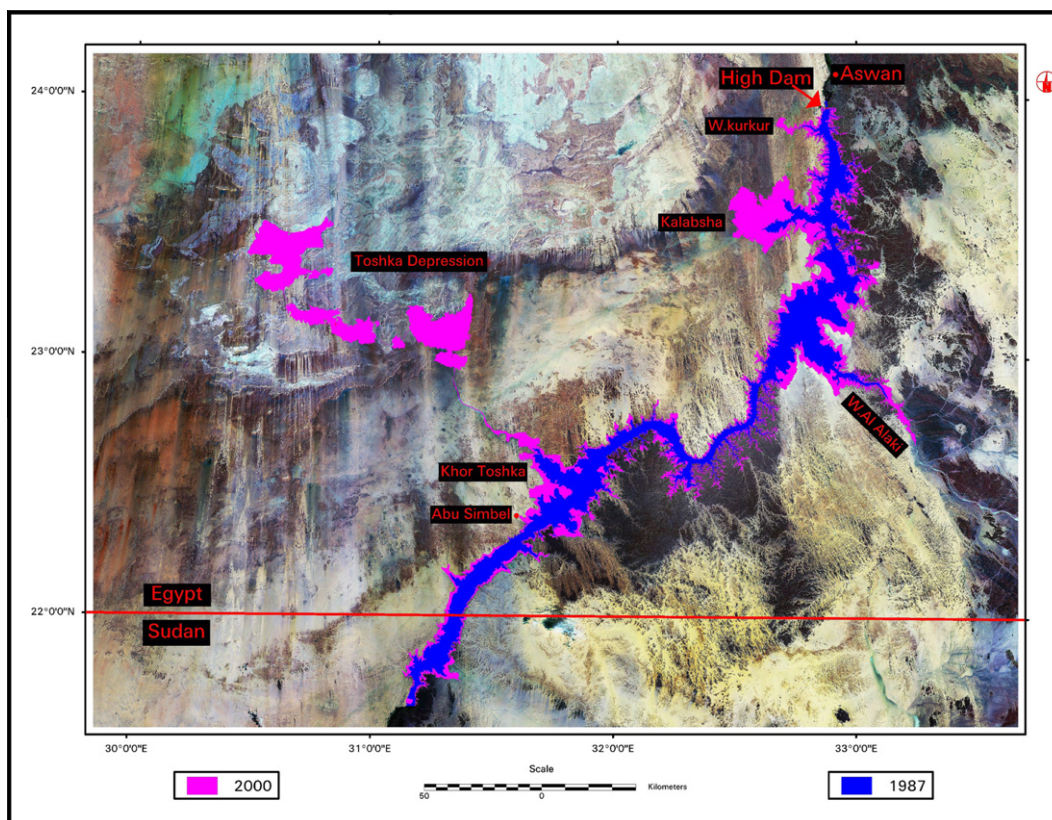 High Dam
Aswan
24°0'0"N
N
W.kurkur
Kalabsha
Toshka Depression
23°0'0"N
W.Al Alaki
Khor Toshka
Abu Simbel
22°0'0"N
Egypt
Sudan
30°0'0"E
31°0'0"E
32°0'0"E
33°0'0"E
2000
Scale
50
0
Kilometers
1987